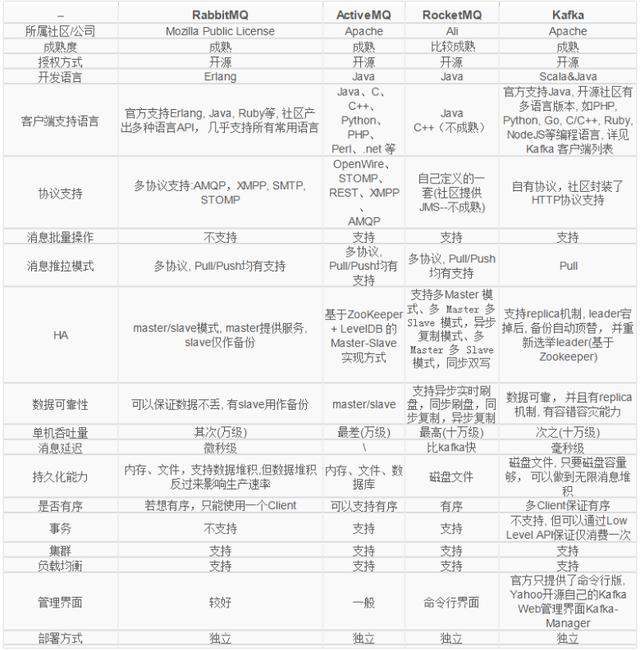 – RabbitMQ ActiveMQ RocketMQ Kafka
所属社区/公司 Mozilla Public License Apache Ali Apache
成熟度 成熟 成熟 比较成熟 成熟
授权方式 开源 开源 开源 开源
开发语言 Erlang Java Java Scala&Java
客户端支持语言
官方支持Erlang, Java, Ruby等, 社区产
出多种语言API， 几乎支持所有常用语言
Java、C、
C++、
Python、
PHP、
Perl、.net 等
Java
C++（不成熟）
官方支持Java, 开源社区有
多语言版本, 如PHP,
Python, Go, C/C++, Ruby,
NodeJS等编程语言, 详见
Kafka 客户端列表
协议支持
多协议支持:AMQP，XMPP, SMTP,
STOMP
OpenWire、
STOMP、
REST、XMPP
、
AMQP
自己定义的一
套(社区提供
JMS--不成熟)
自有协议，社区封装了
HTTP协议支持
消息批量操作 不支持 支持 支持 支持
消息推拉模式
多协议, Pull/Push均有支持
多协议,
Pull/Push均有支
持
多协议, Pull/Push
均有支持
Pull
HA
master/slave模式, master提供服务,
slave仅作备份
基于ZooKeeper
+ LevelDB 的
Master-Slave
实现方式
支持多Master 模
式、多 Master 多
Slave 模式，异步
复制模式、多
Master 多 Slave
模式，同步双写
支持replica机制, leader宕
掉后, 备份自动顶替， 并重
新选举leader(基于
Zookeeper)
数据可靠性
可以保证数据不丢, 有slave用作备份
master/slave
支持异步实时刷
盘，同步刷盘，同
步复制，异步复制
数据可靠， 并且有replica
机制, 有容错容灾能力
单机吞吐量 其次(万级) 最差(万级) 最高(十万级) 次之(十万级)
消息延迟 微秒级 \ 比kafka快 毫秒级
持久化能力
内存、文件，支持数据堆积,但数据堆积
反过来影响生产速率
内存、文件、数
据库
磁盘文件
磁盘文件, 只要磁盘容量
够， 可以做到无限消息堆
积
是否有序 若想有序，只能使用一个Client 可以支持有序 有序 多Client保证有序
事务 不支持 支持 支持
不支持, 但可以通过Low
Level API保证仅消费一次
集群 支持 支持 支持 支持
负载均衡 支持 支持 支持 支持
管理界面 较好 一般 命令行界面
官方只提供了命令行版,
Yahoo开源自己的Kafka
Web管理界面Kafka-
Manager
部署方式 独立 独立 独立 独立